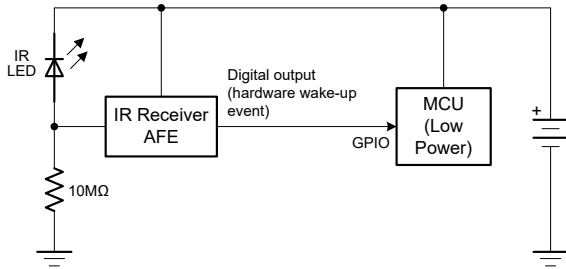 IR
LED
Digital output
(hardware wake-up
event)
IR Receiver
AFE
MCU
(Low
Power)
GPIO
+
10MΩ